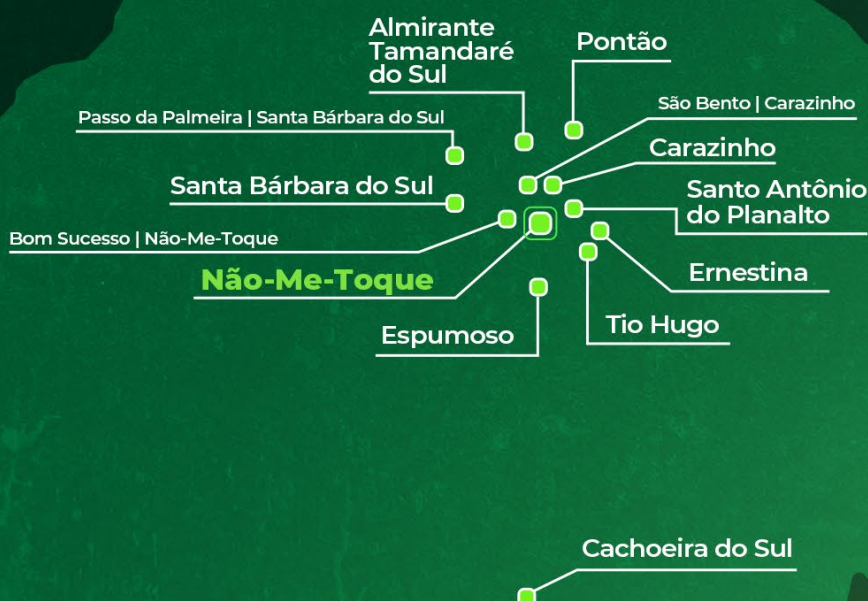 Almirante
Tamandaré
do Sul
Pontão
São Bento | Carazinho
Passo da Palmeira | Santa Bárbara do Sul
Carazinho
Santa Bárbara do Sul
Santo Antônio
do Planalto
Bom Sucesso | Não-Me-Toque
Não-Me-Toque
Ernestina
Espumoso
Tio Hugo
Cachoeira do Sul